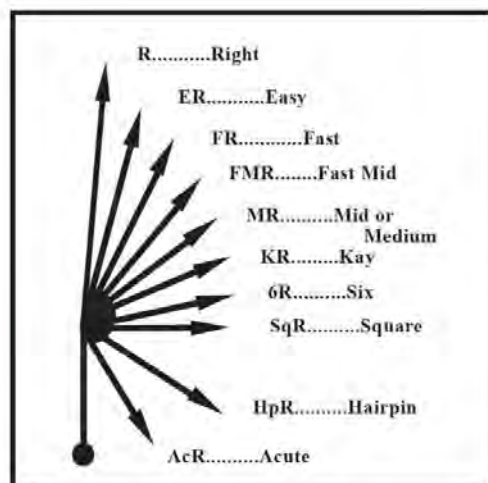 R...........Right
ER...........Easy
FR............Fast
FMR........Fast Mid
MR..........Mid or
Medium
KR.........Kay
6R..........Six
SqR..........Square
HpR..........Hairpin
AcR..........Acute